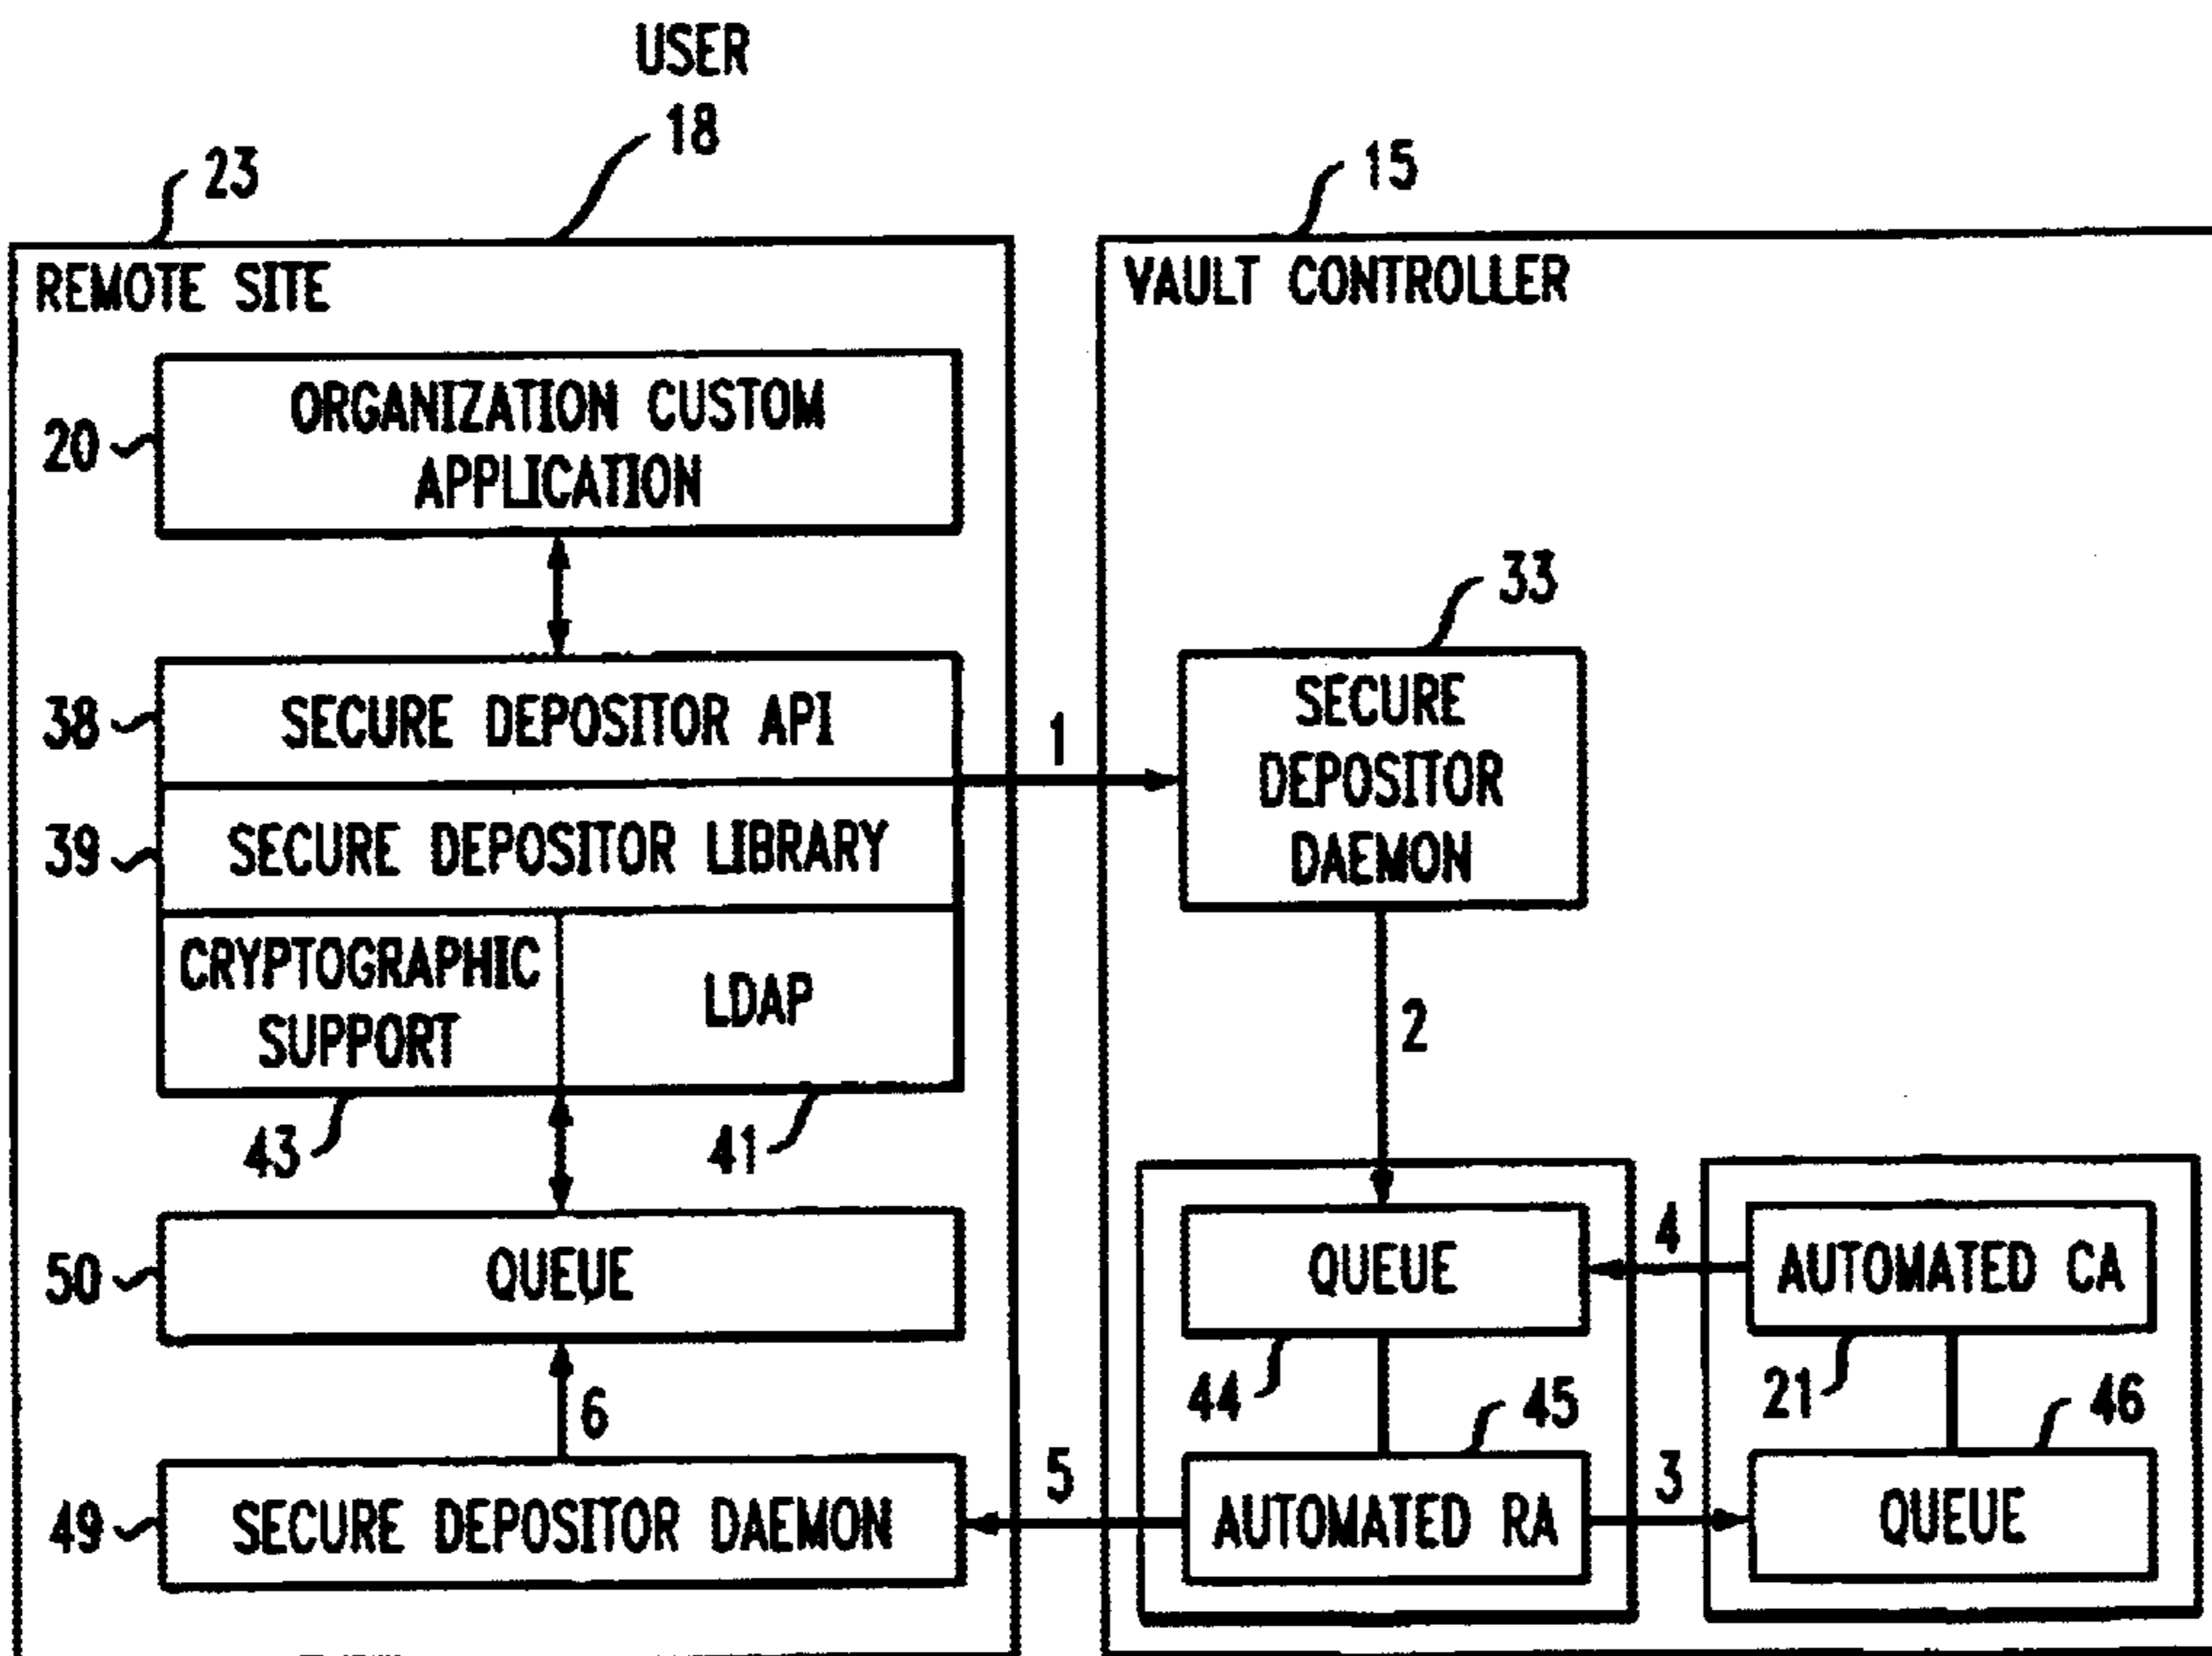 USER
18
23
15
REMOTE SITE
VAULT CONTROLLER
ORGANIZATION CUSTOM
APPLICATION
20
33
SECURE DEPOSITOR API
38
1
SECURE
DEPOSITOR
DAEMON
SECURE DEPOSITOR LIBRARY
39
CRYPTOGRAPHIC
SUPPORT
LDAP
2
43
41
QUEUE
50
QUEUE
4
AUTOMATED CA
44
21
6
45
46
5
3
SECURE DEPOSITOR DAEMON
49
AUTOMATED RA
QUEUE